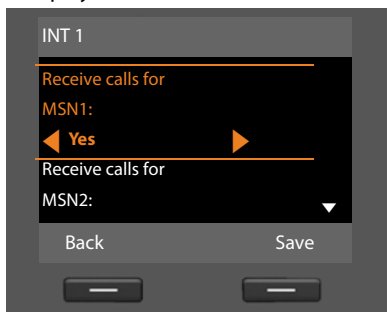 INT 1
Receive calls for
MSN1:
Yes
Receive calls for
MSN2:
Back Save